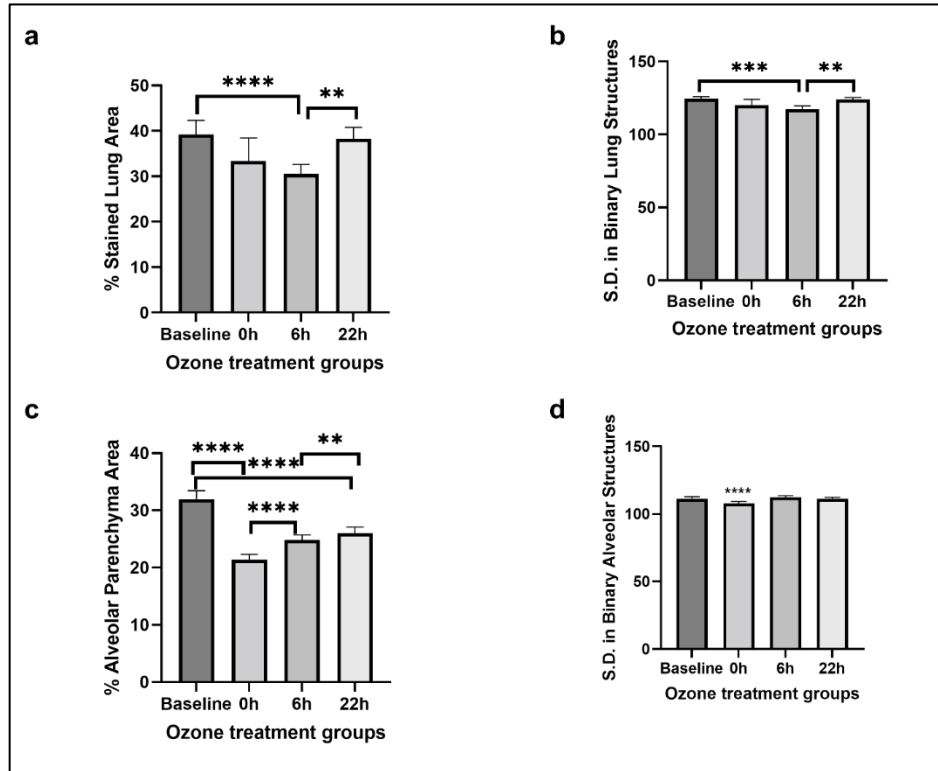 a
****
**
50
40
30
20
10
0
% Stained Lung Area
Baseline 0h 6h 22h
Ozone treatment groups
b
***
**
150
100
50
0
S.D. in Binary Lung Structures
Baseline 0h 6h 22h
Ozone treatment groups
c
**
****
****
****
40
30
20
10
0
% Alveolar Parenchyma Area
Baseline 0h 6h 22h
Ozone treatment groups
d
****
150
100
50
0
S.D. in Binary Alveolar Structures
Baseline 0h 6h 22h
Ozone treatment groups